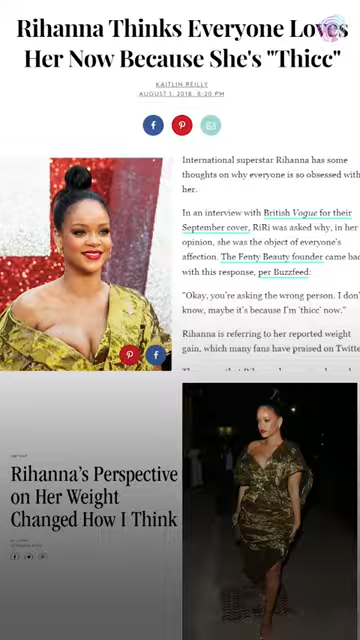 Rihanna Thinks Everyone Loves
Her Now Because She's "Thicc"
KAITLIN REILLY
AUGUST 1, 2018, 8:20 PM
International superstar Rihanna has some
thoughts on why everyone is so obsessed with
her.
In an interview with British Vogue for their
September cover, RiRi was asked why, in her
opinion, she was the object of everyone's
affection. The Fenty Beauty founder came back
with this response, per Buzzfeed:
"Okay, you're asking the wrong person. I don't
know, maybe it's because I'm 'thicc' now."
Rihanna is referring to her reported weight
gain, which many fans have praised on Twitte
Rihanna's Perspective
on Her Weight
Changed How I Think